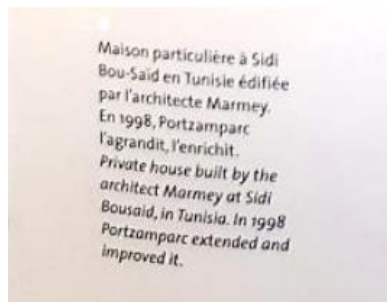 Maison particulière à Sidi
Bou-Saïd en Tunisie édifiée
par l'architecte Marmey.
En 1998, Portzamparc
l'agrandit, l'enrichit.
Private house built by the
architect Marmey at Sidi
Bousaid, in Tunisia. In 1998
Portzamparc extended and
improved it.